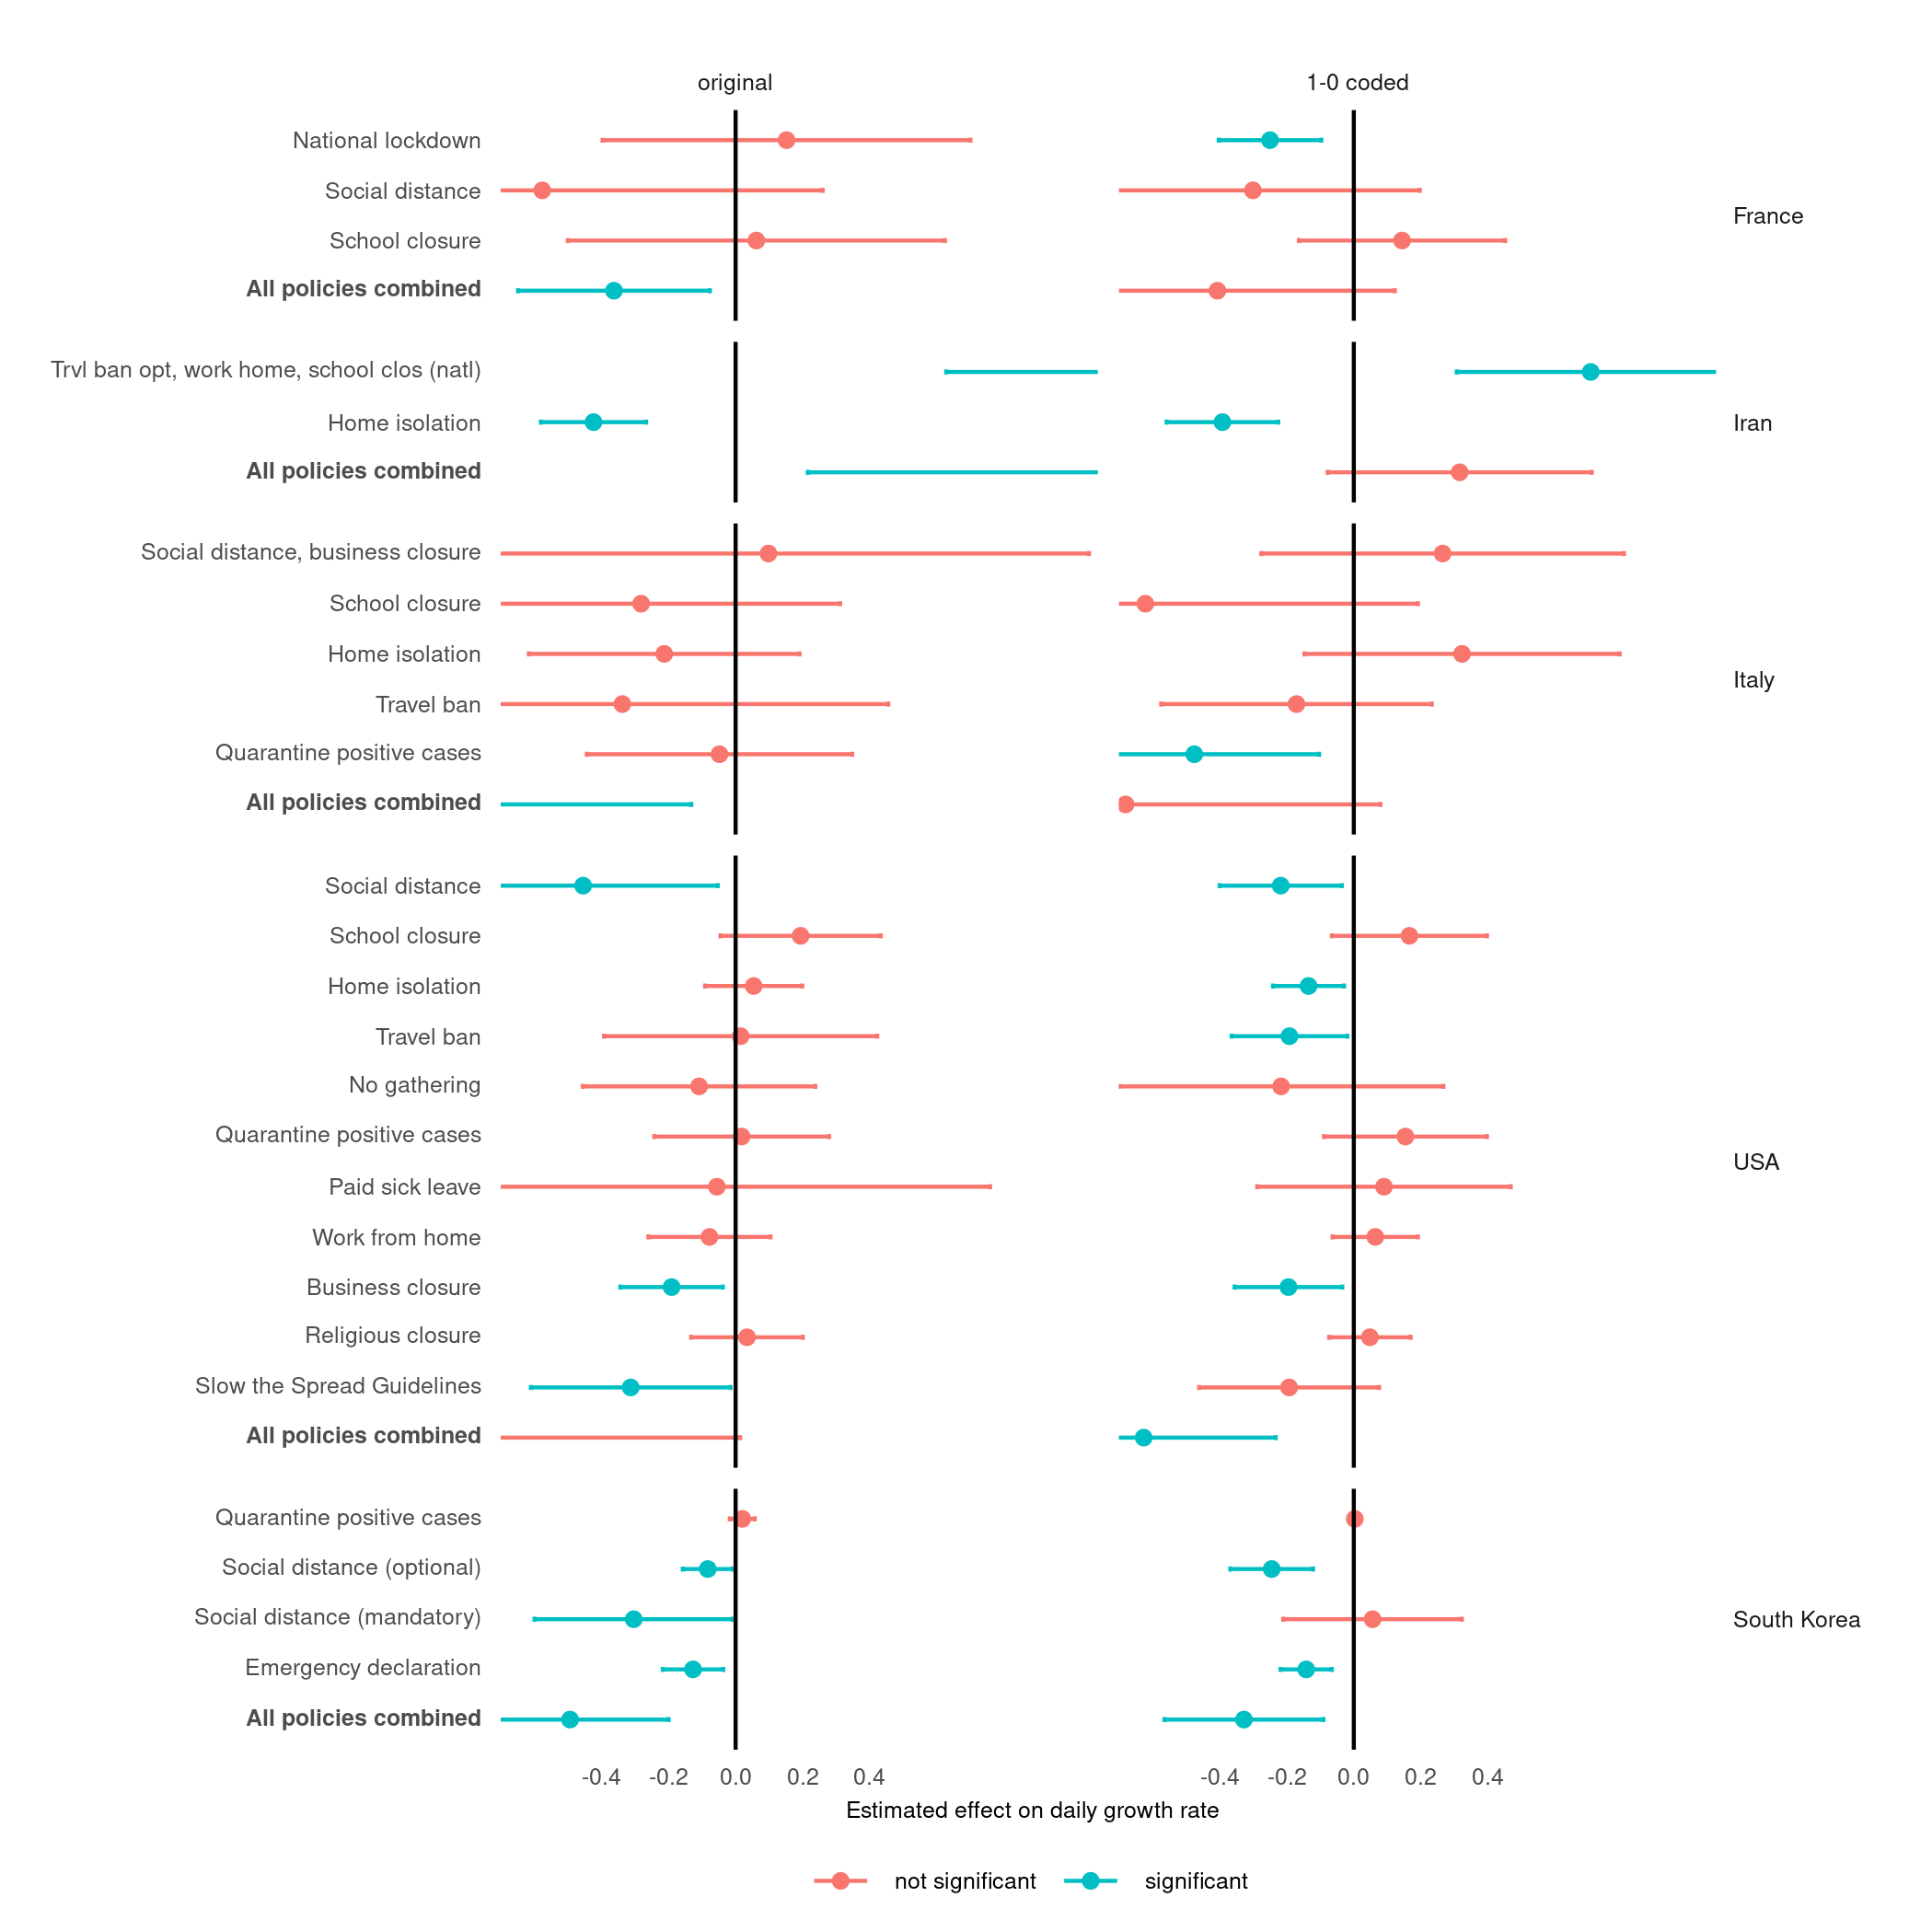 original 1-0 coded
National lockdown
Social distance
France
School closure
All policies combined
Trvl ban opt, work home, school clos (natl)
Home isolation Iran
All policies combined
Social distance, business closure
School closure
Home isolation
Italy
Travel ban
Quarantine positive cases
All policies combined
Social distance
School closure
Home isolation
Travel ban
No gathering
Quarantine positive cases
USA
Paid sick leave
Work from home
Business closure
Religious closure
Slow the Spread Guidelines
All policies combined
Quarantine positive cases
Social distance (optional)
Social distance (mandatory) South Korea
Emergency declaration
All policies combined
-0.4 -0.2 0.0 0.2 0.4 -0.4 -0.2 0.0 0.2 0.4
Estimated effect on daily growth rate
not significant significant